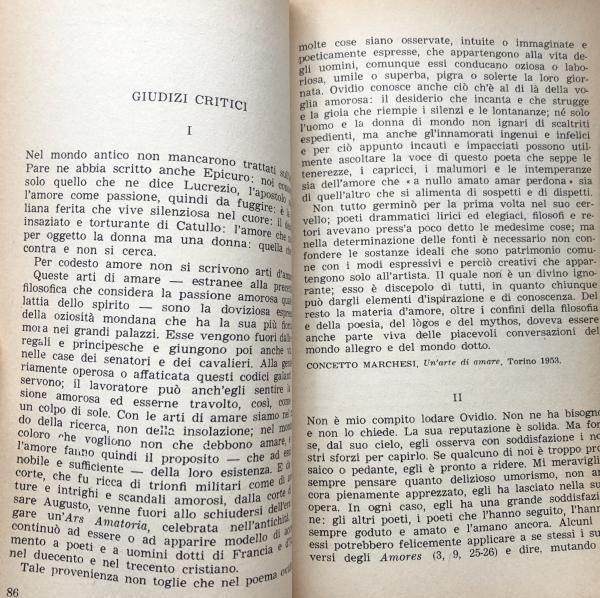 GIUDIZI CRITICI
I
Nel mondo antico non mancarono trattati
Pare ne abbia scritto anche Epicuro: noi
solo quello che ne dice Lucrezio, l'apostolo
l'amore come passione, quindi da fuggire: è
liana ferita che vive silenziosa nel cuore: il
insaziato e torturante di Catullo: l'amore che
per oggetto la donna ma una donna: quella
contra e non si cerca.
Per codesto amore non si scrivono arti
Queste arti di amare — estranee alla
filosofica che considera la passione amorosa
lattia dello spirito — sono la doviziosa
della oziosità mondana che ha la sua più
mora nei grandi palazzi. Esse vengono fuori
regali e principesche e giungono poi anche
nelle case dei senatori e dei cavalieri. Alla
riamente operosa o affaticata questi codici
servono; il lavoratore può anch'egli sentire
sione amorosa ed esserne travolto, così, come
un colpo di sole. Con le arti di amare siamo nel
do della ricerca, non della insolazione; nel
coloro che vogliono non che debbono amare, e
l'amore fanno quindi il proposito — che ad
nobile e sufficiente — della loro esistenza. E
corte, che fu ricca di trionfi militari come di
ture e intrighi e scandali amorosi, dalla corte
sare Augusto, venne fuori allo schiudersi dell'
gare un'Ars Amatoria, celebrata nell'antichità,
continuò ad essere o ad apparire modello di
mento a poeti e a uomini dotti di Francia e
nel duecento e nel trecento cristiano.
Tale provenienza non toglie che nel poema
86
molte cose siano osservate, intuite o immaginate e
poeticamente espresse, che appartengono alla vita de-
gli uomini, comunque essi conducano oziosa o labo-
riosa, umile o superba, pigra o solerte la loro gior-
nata. Ovidio conosce anche ciò ch'è al di là della vo-
glia amorosa: il desiderio che incanta e che strugge
e la gioia che riempie i silenzi e le lontananze; né solo
l'uomo e la donna di mondo non ignari di scaltriti
espedienti, ma anche gl'innamorati ingenui e infelici
e per ciò appunto incauti e impacciati possono util-
mente ascoltare la voce di questo poeta che seppe le
tenerezze, i capricci, i malumori e le intemperanze
sia dell'amore che « a nullo amato amar perdona » sia
di quell'altro che si alimenta di sospetti e di dispetti.
Non tutto germinò per la prima volta nel suo cer-
vello; poeti drammatici lirici ed elegiaci, filosofi e re-
tori avevano press'a poco detto le medesime cose; ma
nella determinazione delle fonti è necessario non con-
fondere le sostanze ideali che sono patrimonio comu-
ne con i modi espressivi e perciò creativi che appar-
tengono solo all'artista. Il quale non è un divino igno-
rante; esso è discepolo di tutti, in quanto chiunque
può dargli elementi d'ispirazione e di conoscenza. Del
resto la materia d'amore, oltre i confini della filosofia
e della poesia, del lògos e del mythos, doveva essere
anche parte viva delle piacevoli conversazioni del
mondo allegro e del mondo dotto.
CONCETTO MARCHESI, Un'arte di amare, Torino 1953.
II
Non è mio compito lodare Ovidio. Non ne ha bisogno
e non lo chiede. La sua reputazione è solida. Ma for-
se, dal suo cielo, egli osserva con soddisfazione i no-
stri sforzi per capirlo. Se qualcuno di noi è troppo pro-
saico o pedante, egli è pronto a ridere. Mi meraviglio
sempre pensare quanto delizioso umorismo, non an-
cora pienamente apprezzato, egli ha lasciato nella sua
opera. In ogni caso, egli ha una grande soddisfazio-
ne: gli altri poeti, i poeti che l'hanno seguito, l'hanno
sempre goduto e amato e l'amano ancora. Alcuni
essi potrebbero felicemente applicare a se stessi i
versi degli Amores (3, 9, 25-26) e dire, mutando